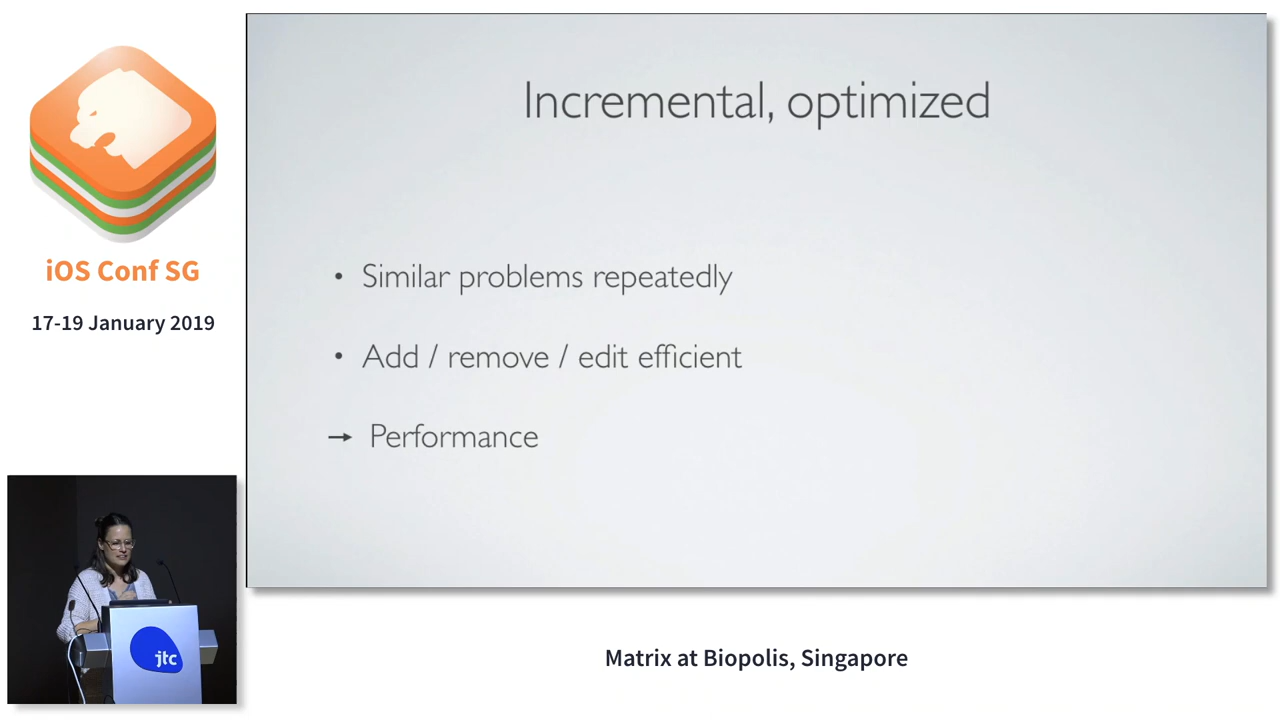 iOS Conf SG
17-19 January 2019
Incremental, optimized
• Similar problems repeatedly
• Add / remove / edit efficient
→ Performance
jtc
Matrix at Biopolis, Singapore